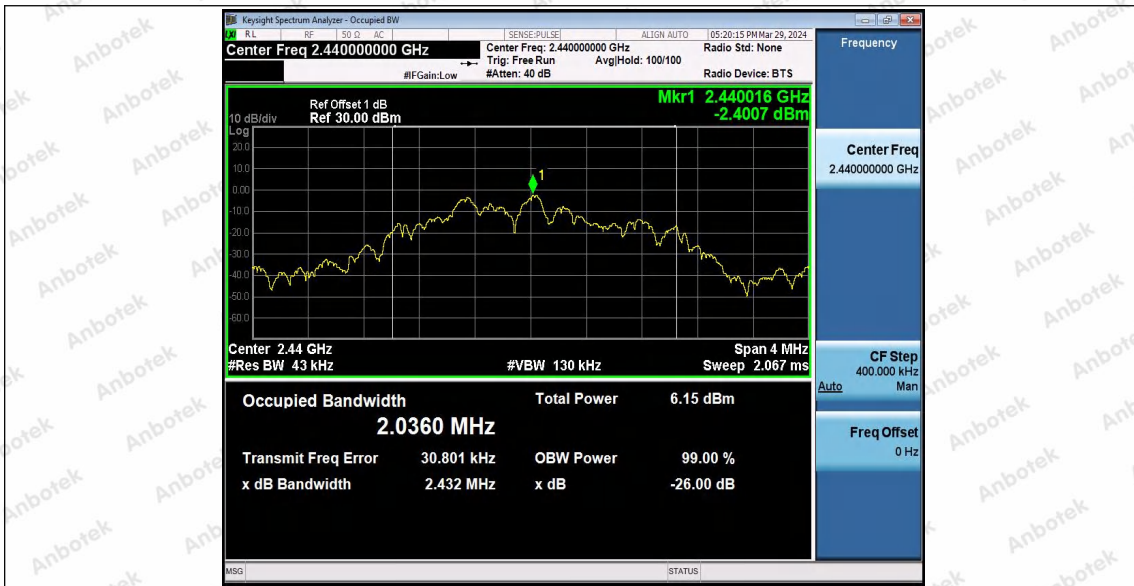 Keysight Spectrum Analyzer - Occupied BW
LXI RL RF 50 Ω AC SENSE:PULSE ALIGN AUTO 05:20:15 PM Mar 29, 2024
Center Freq 2.440000000 GHz
Center Freq: 2.440000000 GHz
Radio Std: None
Trig: Free Run Avg|Hold: 100/100
#IFGain:Low
#Atten: 40 dB
Radio Device: BTS
Mkr1 2.440016 GHz
-2.4007 dBm
Ref Offset 1 dB
10 dB/div Ref 30.00 dBm
Log
20.0
10.0
0.00
-10.0
-20.0
-30.0
-40.0
-50.0
-60.0
1
Center 2.44 GHz Span 4 MHz
#Res BW 43 kHz #VBW 130 kHz Sweep 2.067 ms
Occupied Bandwidth Total Power 6.15 dBm
2.0360 MHz
Transmit Freq Error 30.801 kHz OBW Power 99.00 %
x dB Bandwidth 2.432 MHz x dB -26.00 dB
MSG STATUS
Frequency
Center Freq
2.440000000 GHz
CF Step
400.000 kHz
Auto Man
Freq Offset
0 Hz
Anbotek